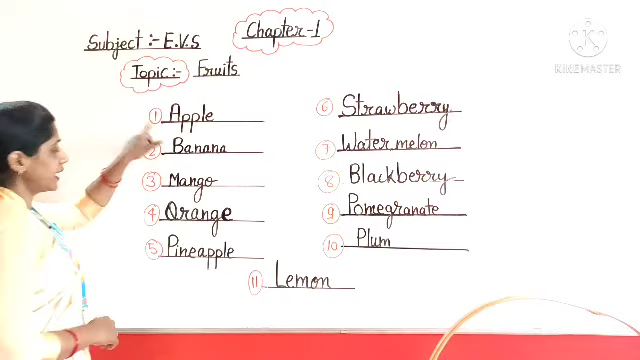 Subject :- E.V.S
Chapter-1
Topic :- Fruits
① Apple
② Banana
③ Mango
④ Orange
⑤ Pineapple
⑥ Strawberry
⑦ Water melon
⑧ Blackberry
⑨ Pomegranate
⑩ Plum
⑪ Lemon
KINEMASTER